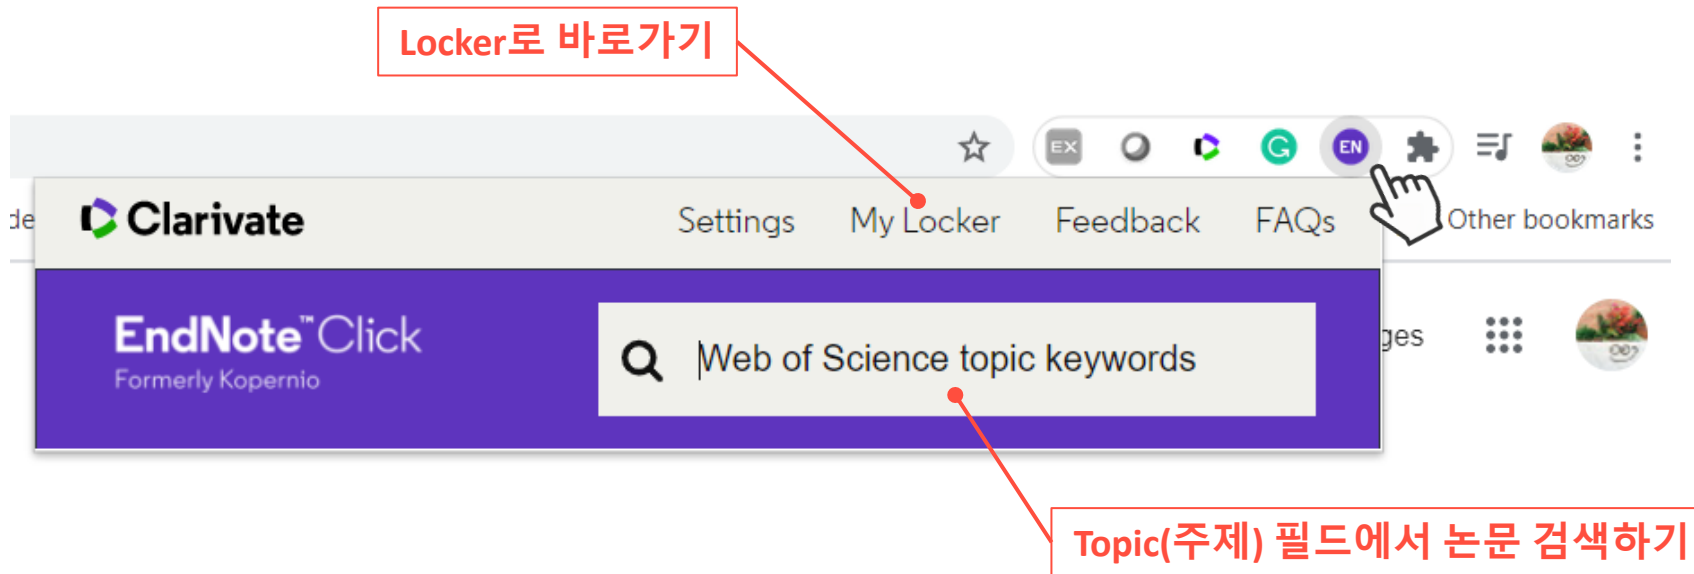 Locker로 바로가기
EX
G
EN
de
Clarivate
Settings
My Locker
Feedback
FAQs
Other bookmarks
EndNote™ Click
Formerly Kopernio
Web of Science topic keywords
ges
Topic(주제) 필드에서 논문 검색하기